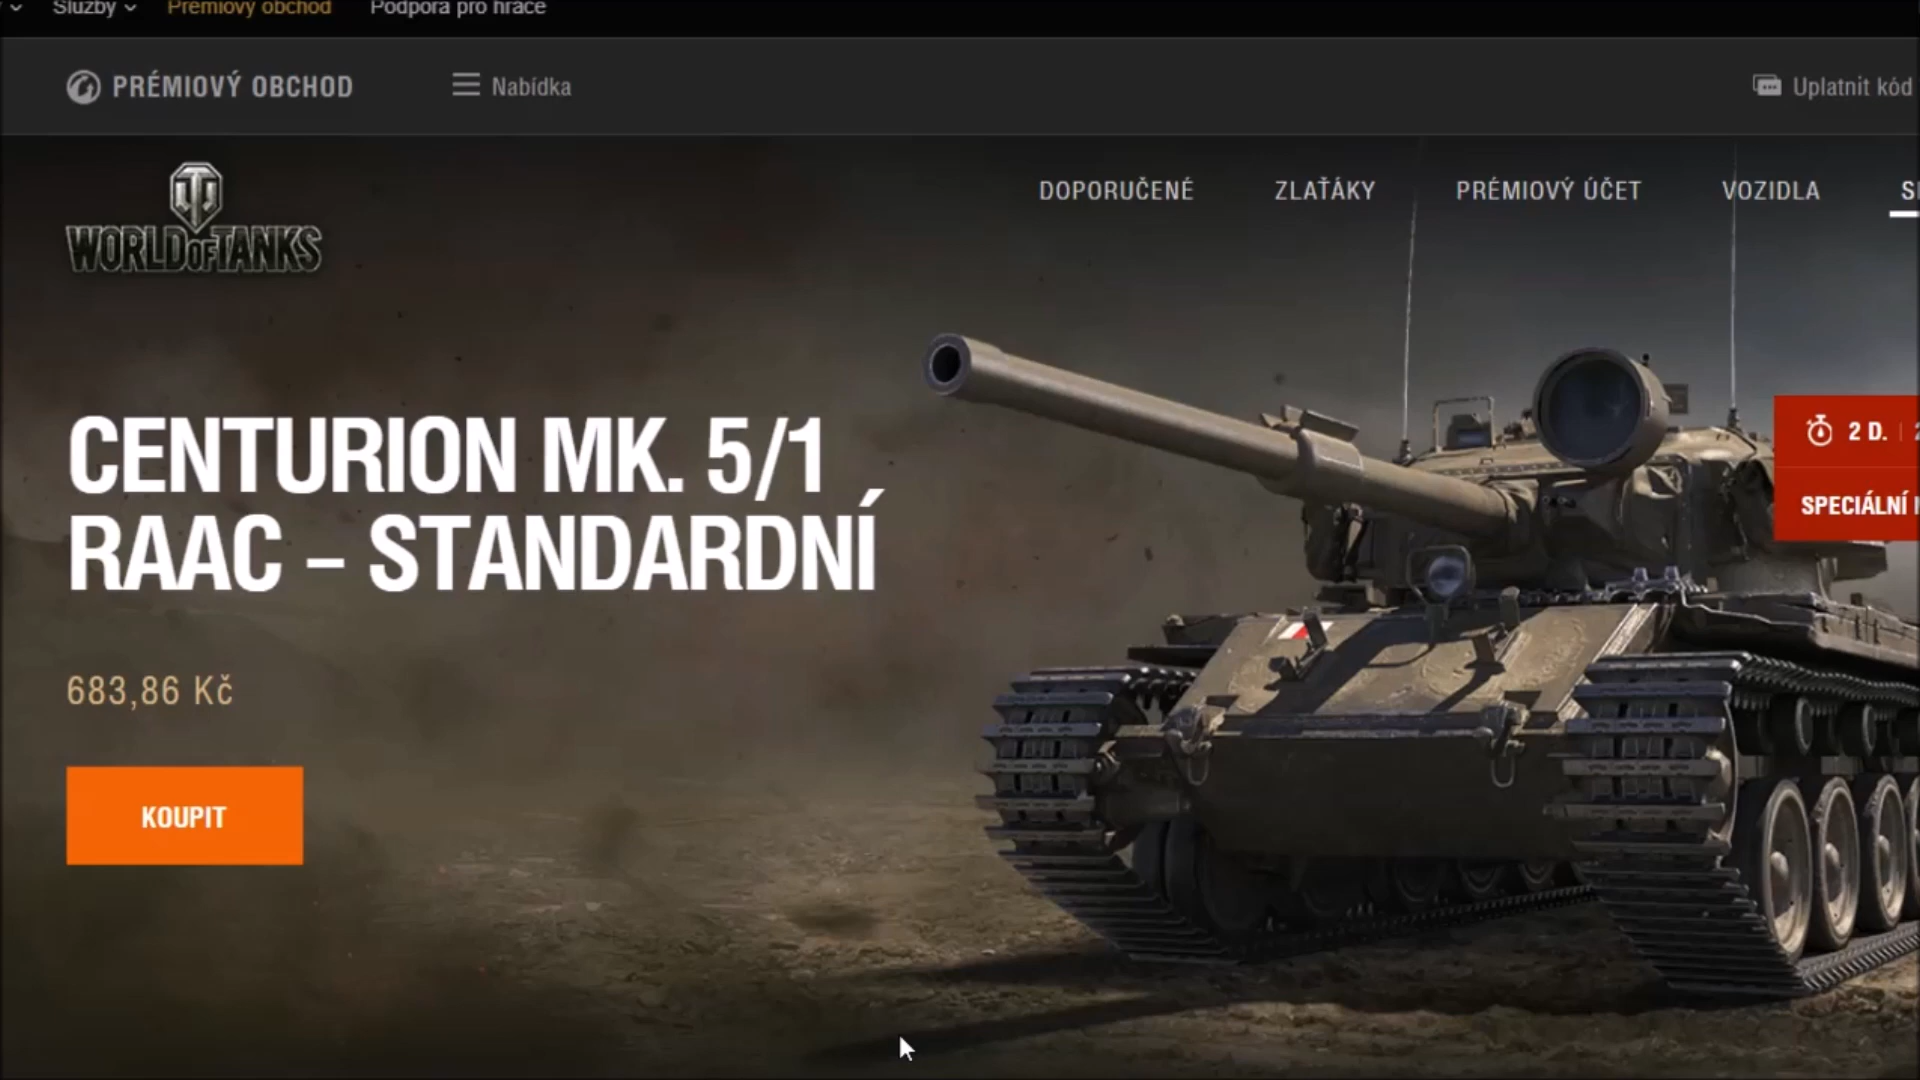 Služby
Prémiový obchod
Podpora pro hráče
PRÉMIOVÝ OBCHOD
Nabídka
Uplatnit kód
WORLD OF TANKS
DOPORUČENÉ
ZLAŤÁKY
PRÉMIOVÝ ÚČET
VOZIDLA
CENTURION MK. 5/1
RAAC – STANDARDNÍ
2 D.
SPECIÁLNÍ
683,86 Kč
KOUPIT